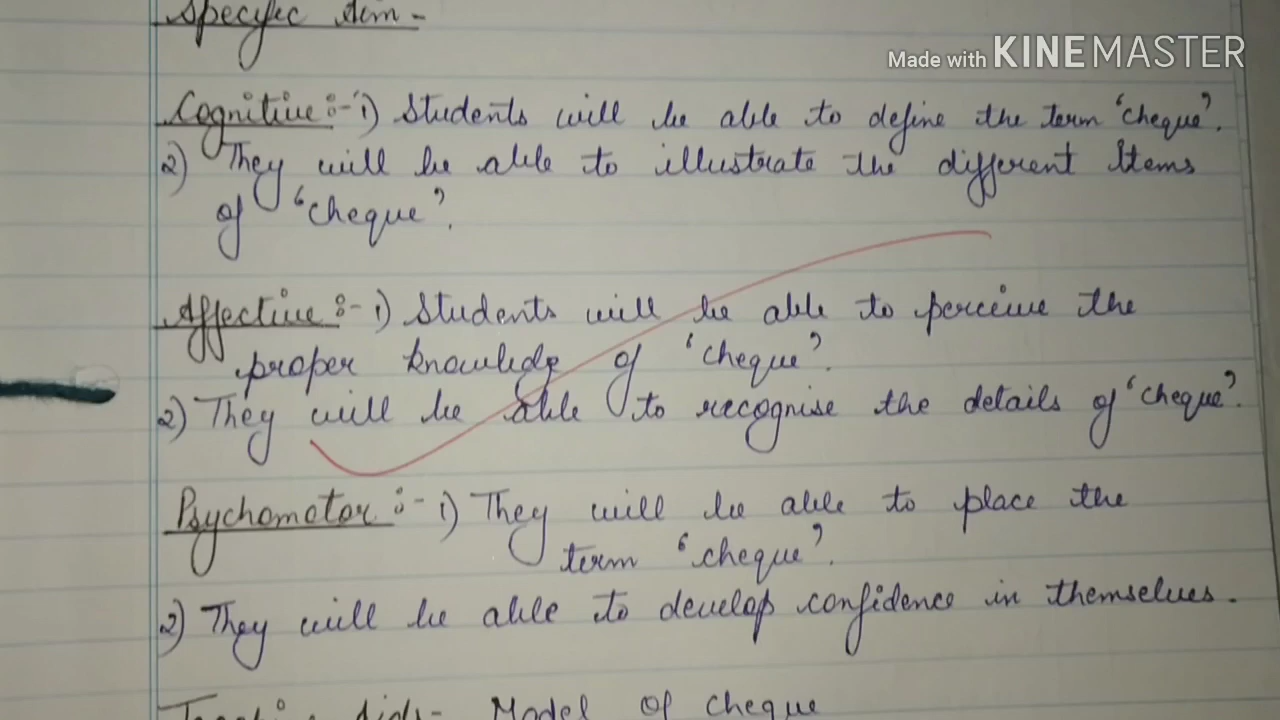 Specific Aim -
Made with KINEMASTER
Cognitive :- 1) Students will be able to define the term 'cheque'.
2) They will be able to illustrate the different Items
of 'cheque'.
Affective :- 1) Students will be able to perceive the
proper knowledge of 'cheque'.
2) They will be able to recognise the details of 'cheque'.
Psychomotor :- 1) They will be able to place the
term 'cheque'.
2) They will be able to develop confidence in themselves.
Aids - Model of cheque